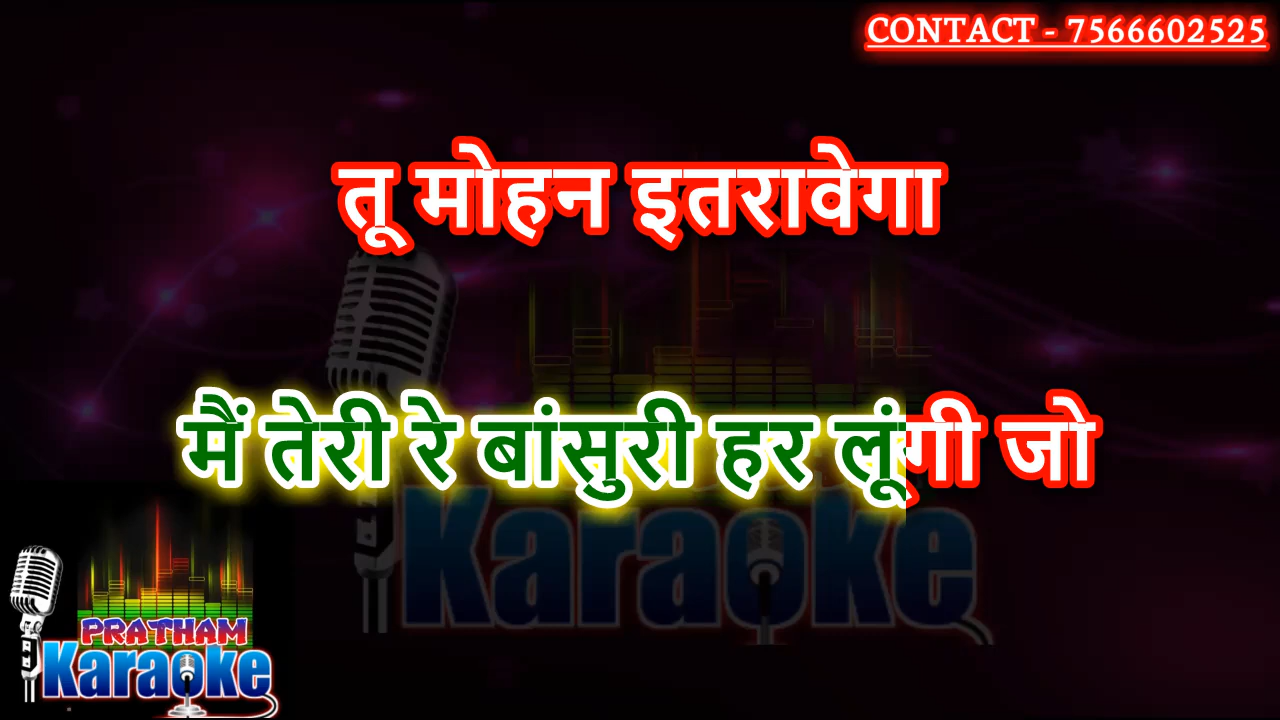 CONTACT - 7566602525
तू मोहन इतरावेगा
मैं तेरी रे बांसुरी हर लूंगी जो
Karaoke
PRATHAM
Karaoke